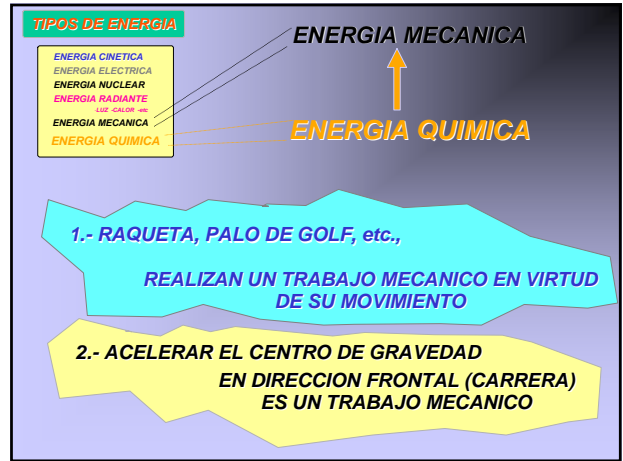 TIPOS DE ENERGIA
ENERGIA CINETICA
ENERGIA ELECTRICA
ENERGIA NUCLEAR
ENERGIA RADIANTE
-LUZ -CALOR -etc
ENERGIA MECANICA
ENERGIA QUIMICA
ENERGIA MECANICA
ENERGIA QUIMICA
1.- RAQUETA, PALO DE GOLF, etc.,
REALIZAN UN TRABAJO MECANICO EN VIRTUD
DE SU MOVIMIENTO
2.- ACELERAR EL CENTRO DE GRAVEDAD
EN DIRECCION FRONTAL (CARRERA)
ES UN TRABAJO MECANICO